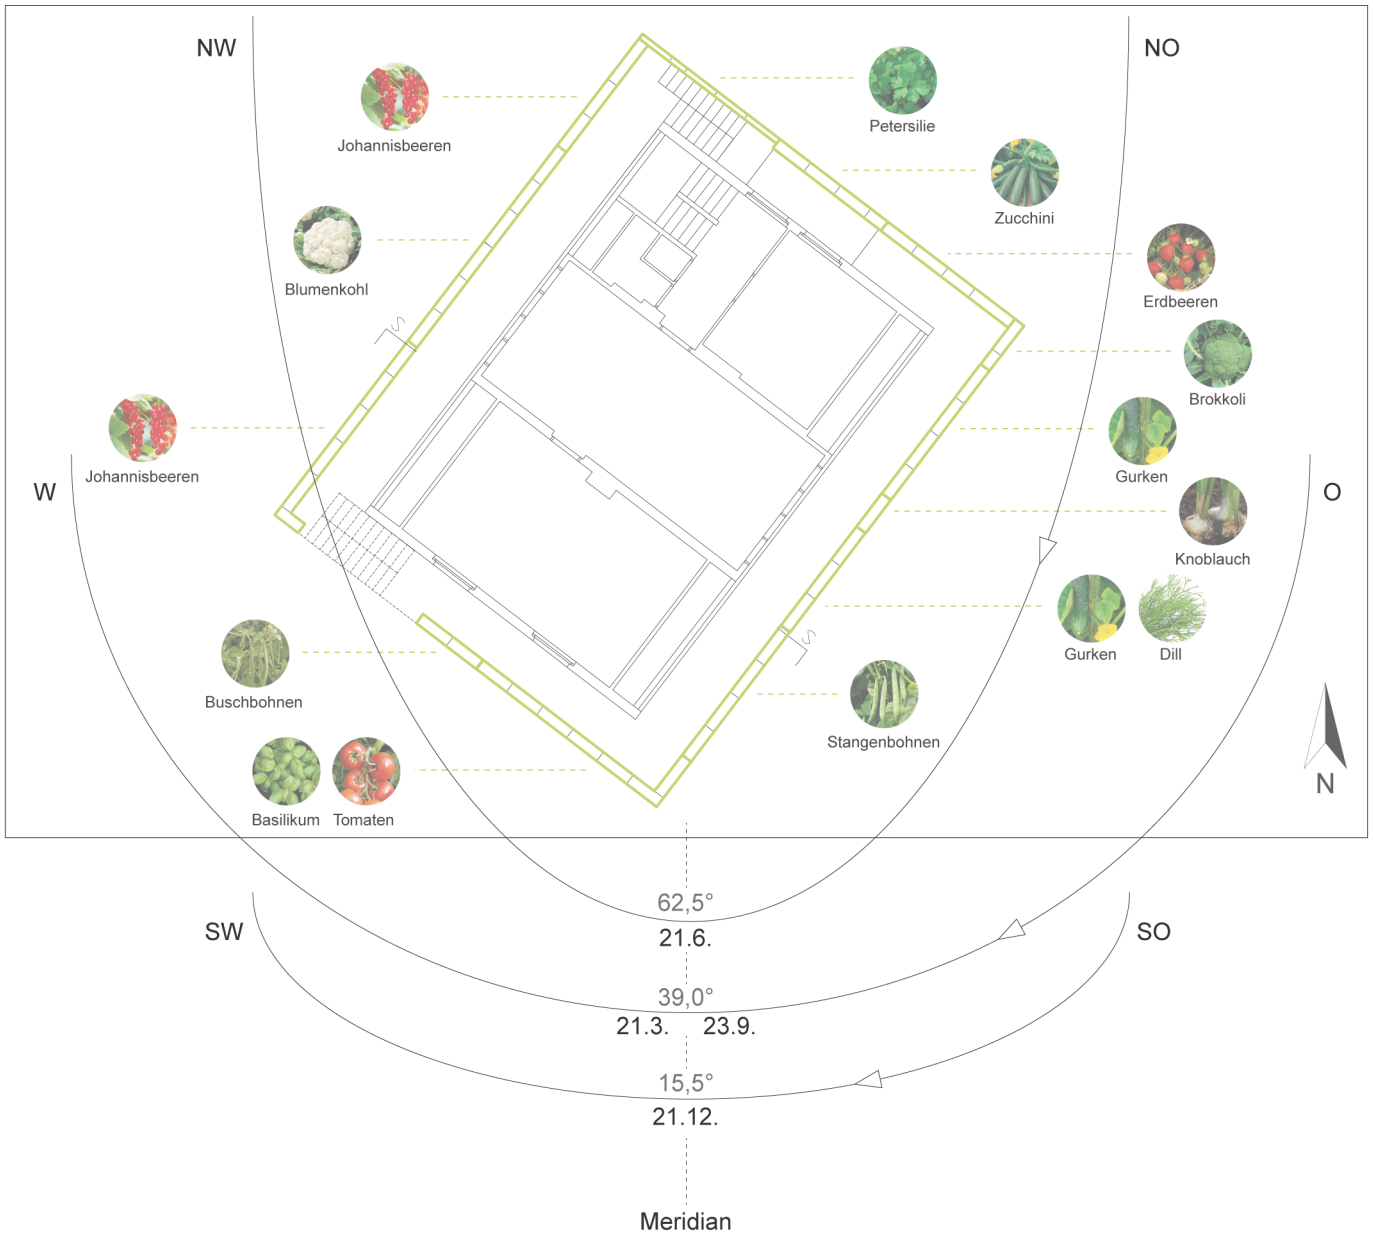 NW
NO
Johannisbeeren
Petersilie
Zucchini
Blumenkohl
Erdbeeren
S
Brokkoli
Johannisbeeren
Gurken
W
O
Knoblauch
Gurken
Dill
S
Buschbohnen
Stangenbohnen
Basilikum
Tomaten
N
62,5°
21.6.
SW
SO
39,0°
21.3.
23.9.
15,5°
21.12.
Meridian